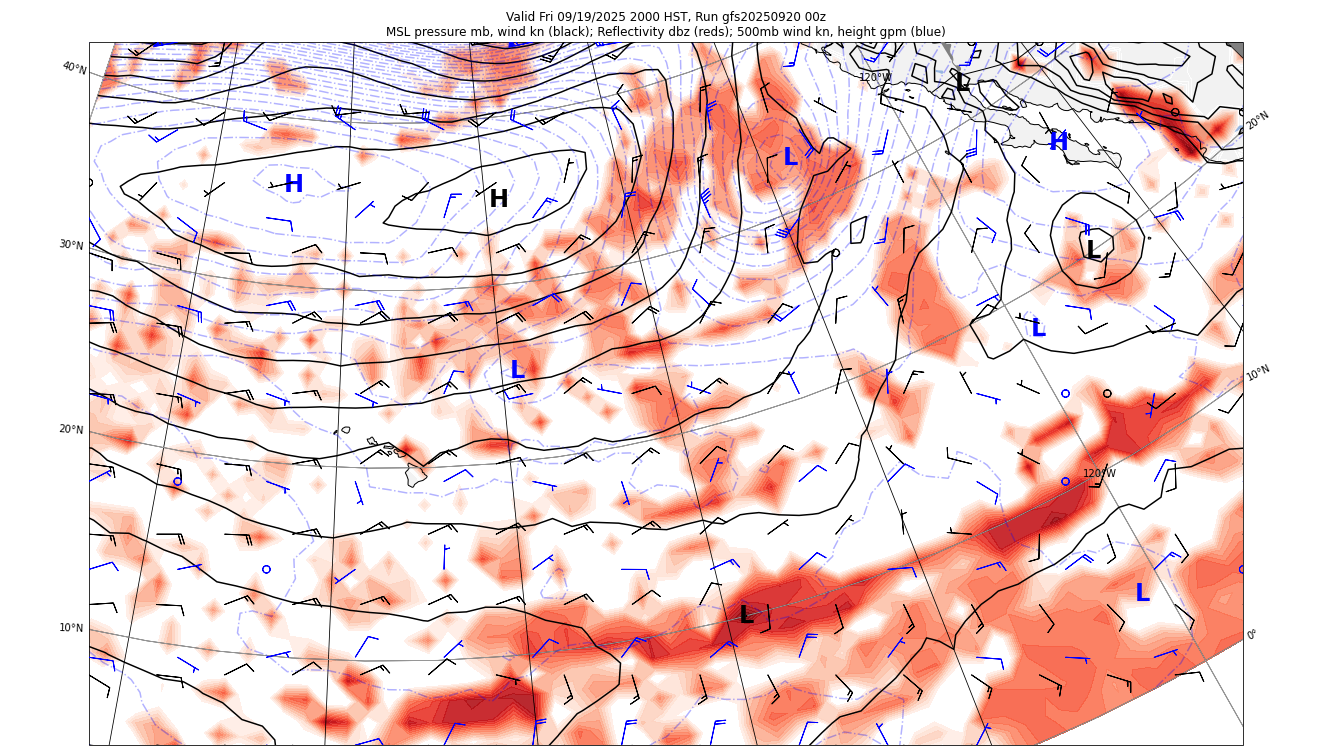 Valid Fri 09/19/2025 2000 HST, Run gfs20250920 00z
MSL pressure mb, wind kn (black); Reflectivity dbz (reds); 500mb wind kn, height gpm (blue)
40°N
120°W
L
20°N
H
L
H
H
30°N
L
L
L
10°N
20°N
120°W
L
L
10°N
0°